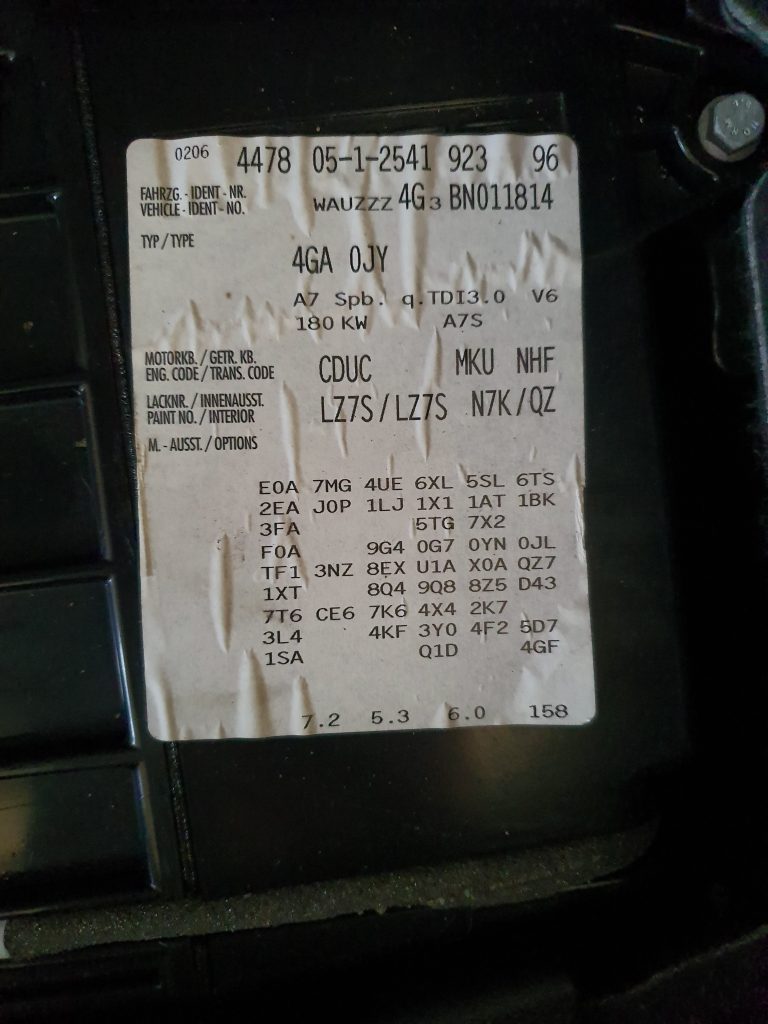 0206 4478 05-1-2541 923 96
FAHRZG. - IDENT - NR.
VEHICLE - IDENT - NO. WAUZZZ 4G3 BN011814
TYP / TYPE
4GA 0JY
A7 Spb. q.TDI3.0 V6
180 KW A7S
MOTORKB. / GETR. KB.
ENG. CODE / TRANS. CODE CDUC MKU NHF
LACKNR. / INNENAUSST.
PAINT NO. / INTERIOR LZ7S / LZ7S N7K / QZ
M. - AUSST. / OPTIONS
E0A 7MG 4UE 6XL 5SL 6TS
2EA J0P 1LJ 1X1 1AT 1BK
3FA 5TG 7X2
F0A 9G4 0G7 0YN 0JL
TF1 3NZ 8EX U1A X0A QZ7
1XT 8Q4 9Q8 8Z5 D43
7T6 CE6 7K6 4X4 2K7
3L4 4KF 3Y0 4F2 5D7
1SA Q1D 4GF
7.2 5.3 6.0 158